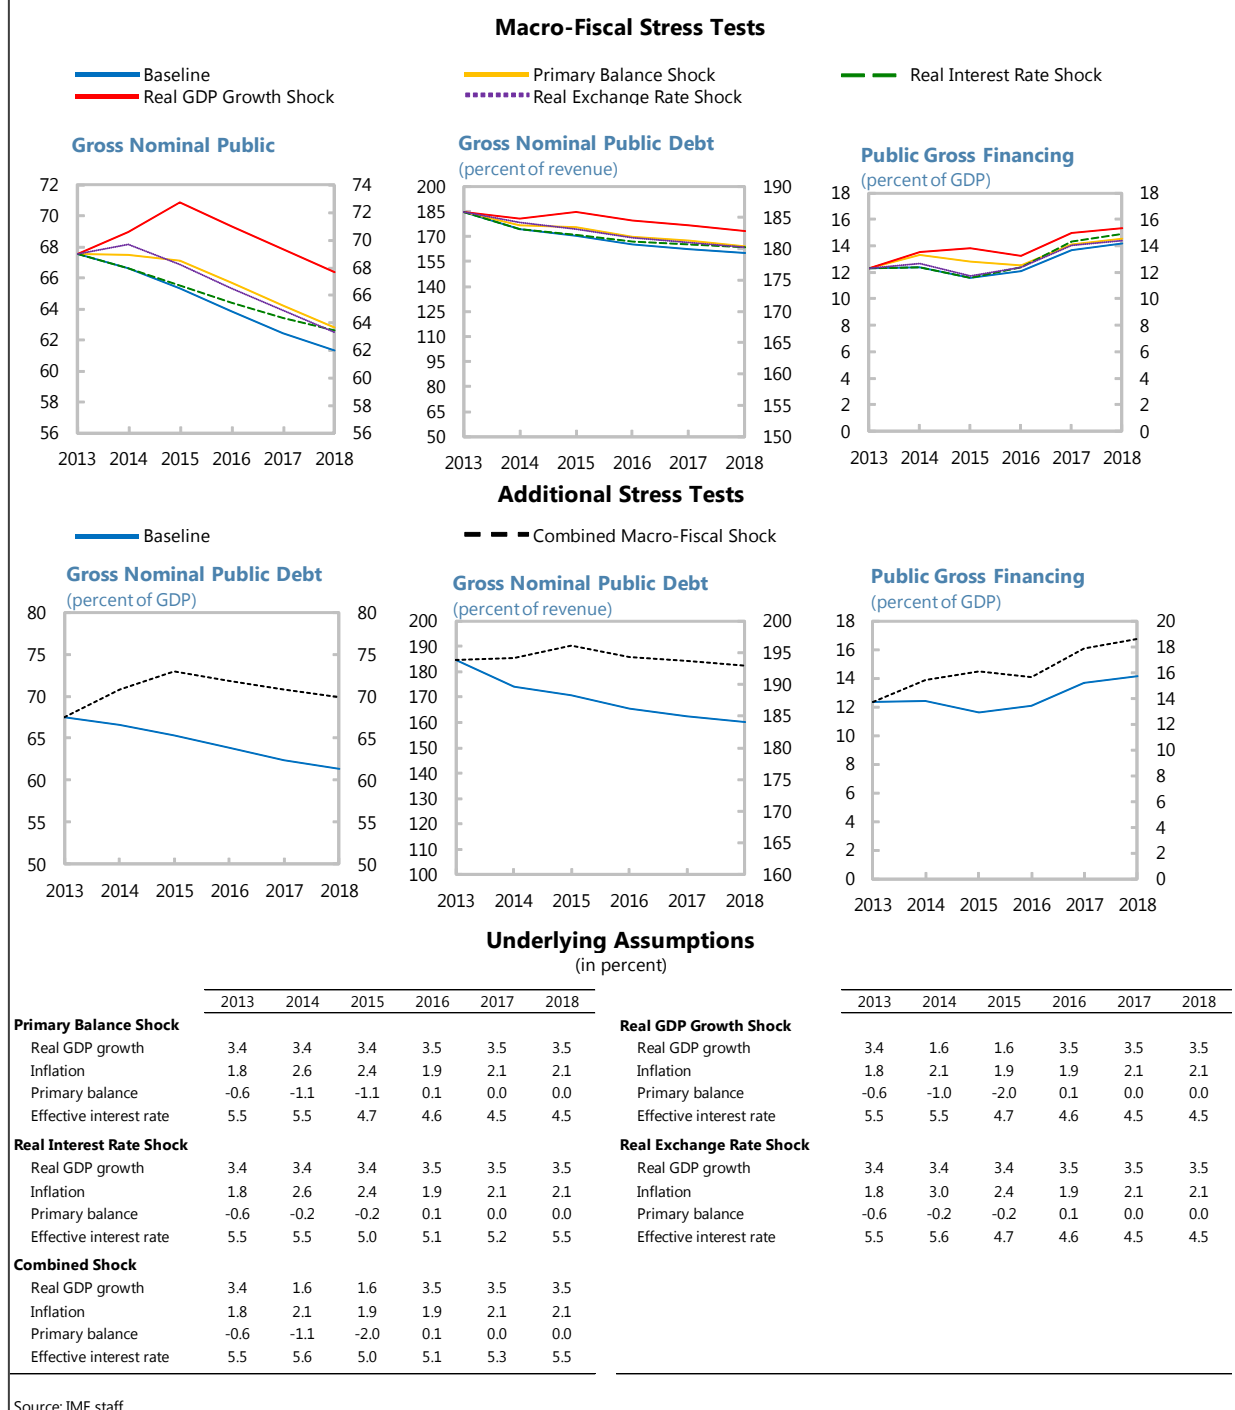 Macro-Fiscal Stress Tests
Baseline
Primary Balance Shock
Real Interest Rate Shock
Real GDP Growth Shock
Real Exchange Rate Shock
Gross Nominal Public
72 70 68 66 64 62 60 58 56
74 72 70 68 66 64 62 60 58 56
2013 2014 2015 2016 2017 2018
Gross Nominal Public Debt
(percent of revenue)
200 185 170 155 140 125 110 95 80 65 50
190 185 180 175 170 165 160 155 150
2013 2014 2015 2016 2017 2018
Public Gross Financing
(percent of GDP)
18 16 14 12 10 8 6 4 2 0
18 16 14 12 10 8 6 4 2 0
2013 2014 2015 2016 2017 2018
Additional Stress Tests
Baseline
Combined Macro-Fiscal Shock
Gross Nominal Public Debt
(percent of GDP)
80 75 70 65 60 55 50
80 75 70 65 60 55 50
2013 2014 2015 2016 2017 2018
Gross Nominal Public Debt
(percent of revenue)
200 190 180 170 160 150 140 130 120 110 100
200 195 190 185 180 175 170 165 160
2013 2014 2015 2016 2017 2018
Public Gross Financing
(percent of GDP)
18 16 14 12 10 8 6 4 2 0
20 18 16 14 12 10 8 6 4 2 0
2013 2014 2015 2016 2017 2018
Underlying Assumptions
(in percent)
2013 2014 2015 2016 2017 2018
Primary Balance Shock
Real GDP growth 3.4 3.4 3.4 3.5 3.5 3.5
Inflation 1.8 2.6 2.4 1.9 2.1 2.1
Primary balance -0.6 -1.1 -1.1 0.1 0.0 0.0
Effective interest rate 5.5 5.5 4.7 4.6 4.5 4.5
Real Interest Rate Shock
Real GDP growth 3.4 3.4 3.4 3.5 3.5 3.5
Inflation 1.8 2.6 2.4 1.9 2.1 2.1
Primary balance -0.6 -0.2 -0.2 0.1 0.0 0.0
Effective interest rate 5.5 5.5 5.0 5.1 5.2 5.5
Combined Shock
Real GDP growth 3.4 1.6 1.6 3.5 3.5 3.5
Inflation 1.8 2.1 1.9 1.9 2.1 2.1
Primary balance -0.6 -1.1 -2.0 0.1 0.0 0.0
Effective interest rate 5.5 5.6 5.0 5.1 5.3 5.5
2013 2014 2015 2016 2017 2018
Real GDP Growth Shock
Real GDP growth 3.4 1.6 1.6 3.5 3.5 3.5
Inflation 1.8 2.1 1.9 1.9 2.1 2.1
Primary balance -0.6 -1.0 -2.0 0.1 0.0 0.0
Effective interest rate 5.5 5.5 4.7 4.6 4.5 4.5
Real Exchange Rate Shock
Real GDP growth 3.4 3.4 3.4 3.5 3.5 3.5
Inflation 1.8 3.0 2.4 1.9 2.1 2.1
Primary balance -0.6 -0.2 -0.2 0.1 0.0 0.0
Effective interest rate 5.5 5.6 4.7 4.6 4.5 4.5
Source: IMF staff